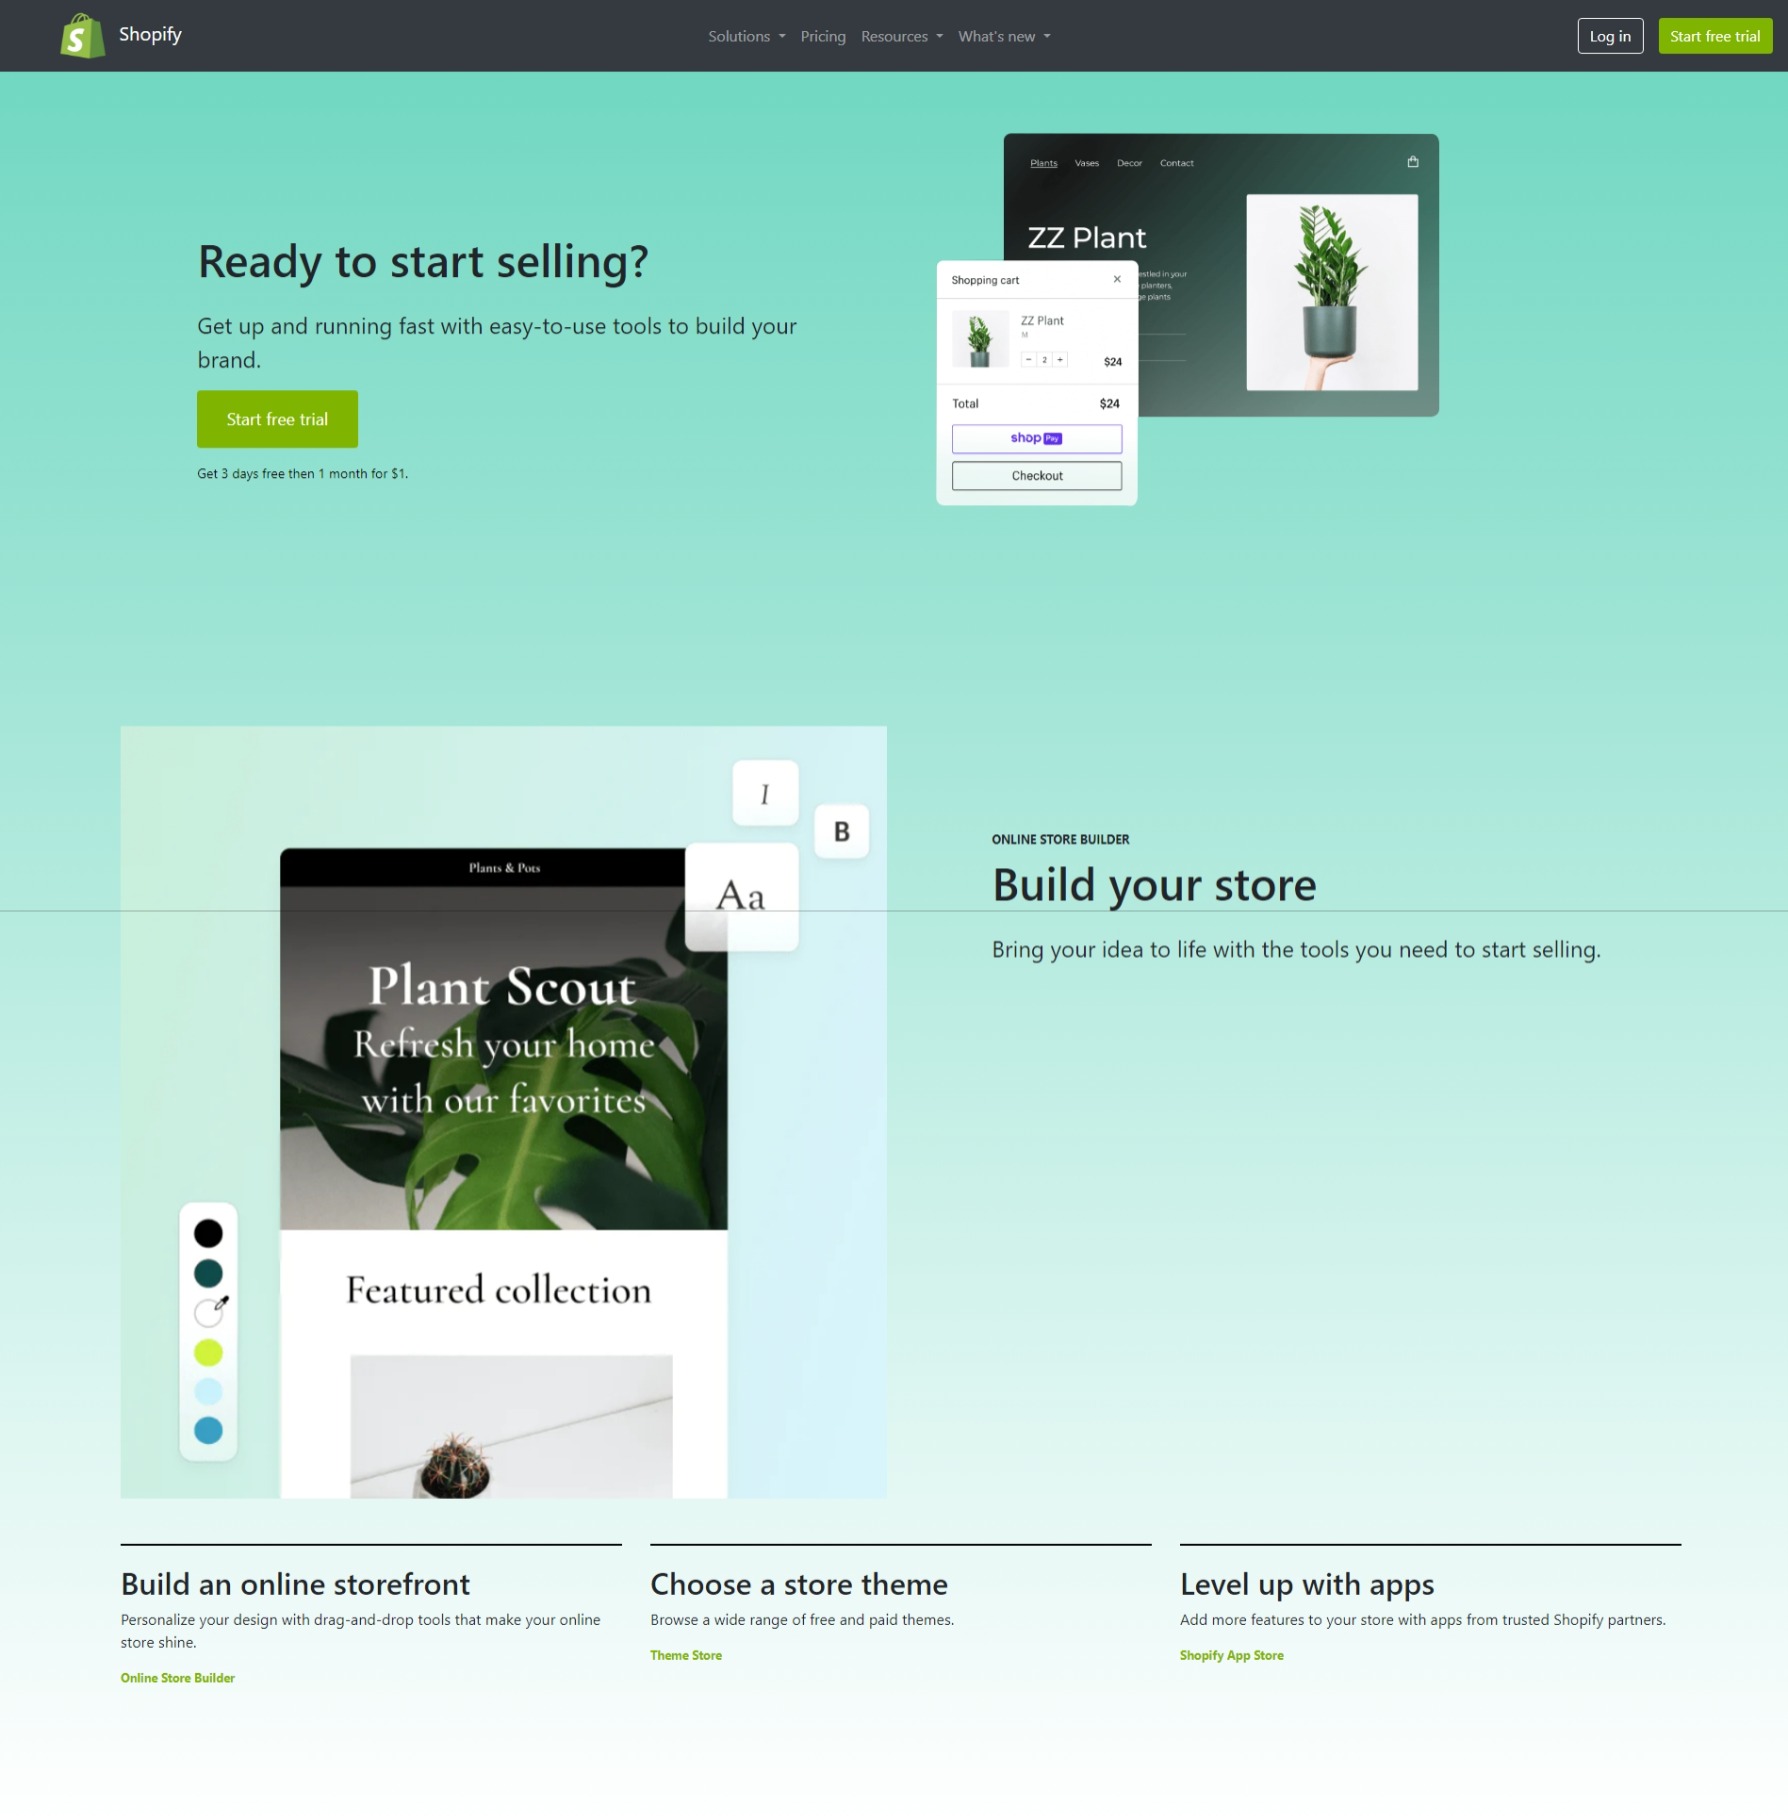 Shopify
Solutions
Pricing
Resources
What's new
Log in
Start free trial
Plants
Vases
Decor
Contact
ZZ Plant
estled in your
planters,
ge plants
Ready to start selling?
Get up and running fast with easy-to-use tools to build your
brand.
Start free trial
Get 3 days free then 1 month for $1.
Shopping cart
ZZ Plant
M
− 2 +
$24
Total
$24
shop Pay
Checkout
I
B
Aa
Plants & Pots
Plant Scout
Refresh your home
with our favorites
Featured collection
ONLINE STORE BUILDER
Build your store
Bring your idea to life with the tools you need to start selling.
Build an online storefront
Personalize your design with drag-and-drop tools that make your online
store shine.
Online Store Builder
Choose a store theme
Browse a wide range of free and paid themes.
Theme Store
Level up with apps
Add more features to your store with apps from trusted Shopify partners.
Shopify App Store